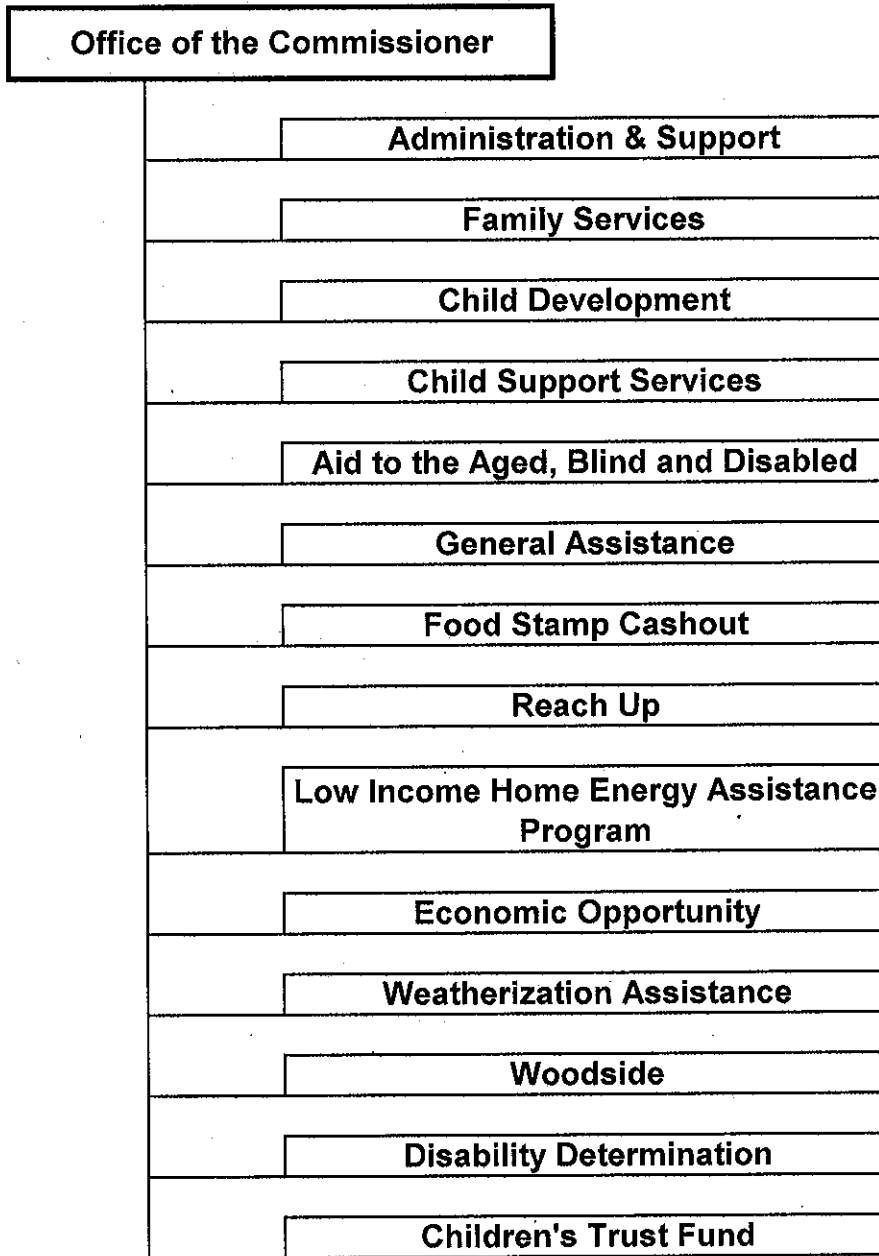 Office of the Commissioner
Administration & Support
Family Services
Child Development
Child Support Services
Aid to the Aged, Blind and Disabled
General Assistance
Food Stamp Cashout
Reach Up
Low Income Home Energy Assistance
Program
Economic Opportunity
Weatherization Assistance
Woodside
Disability Determination
Children's Trust Fund